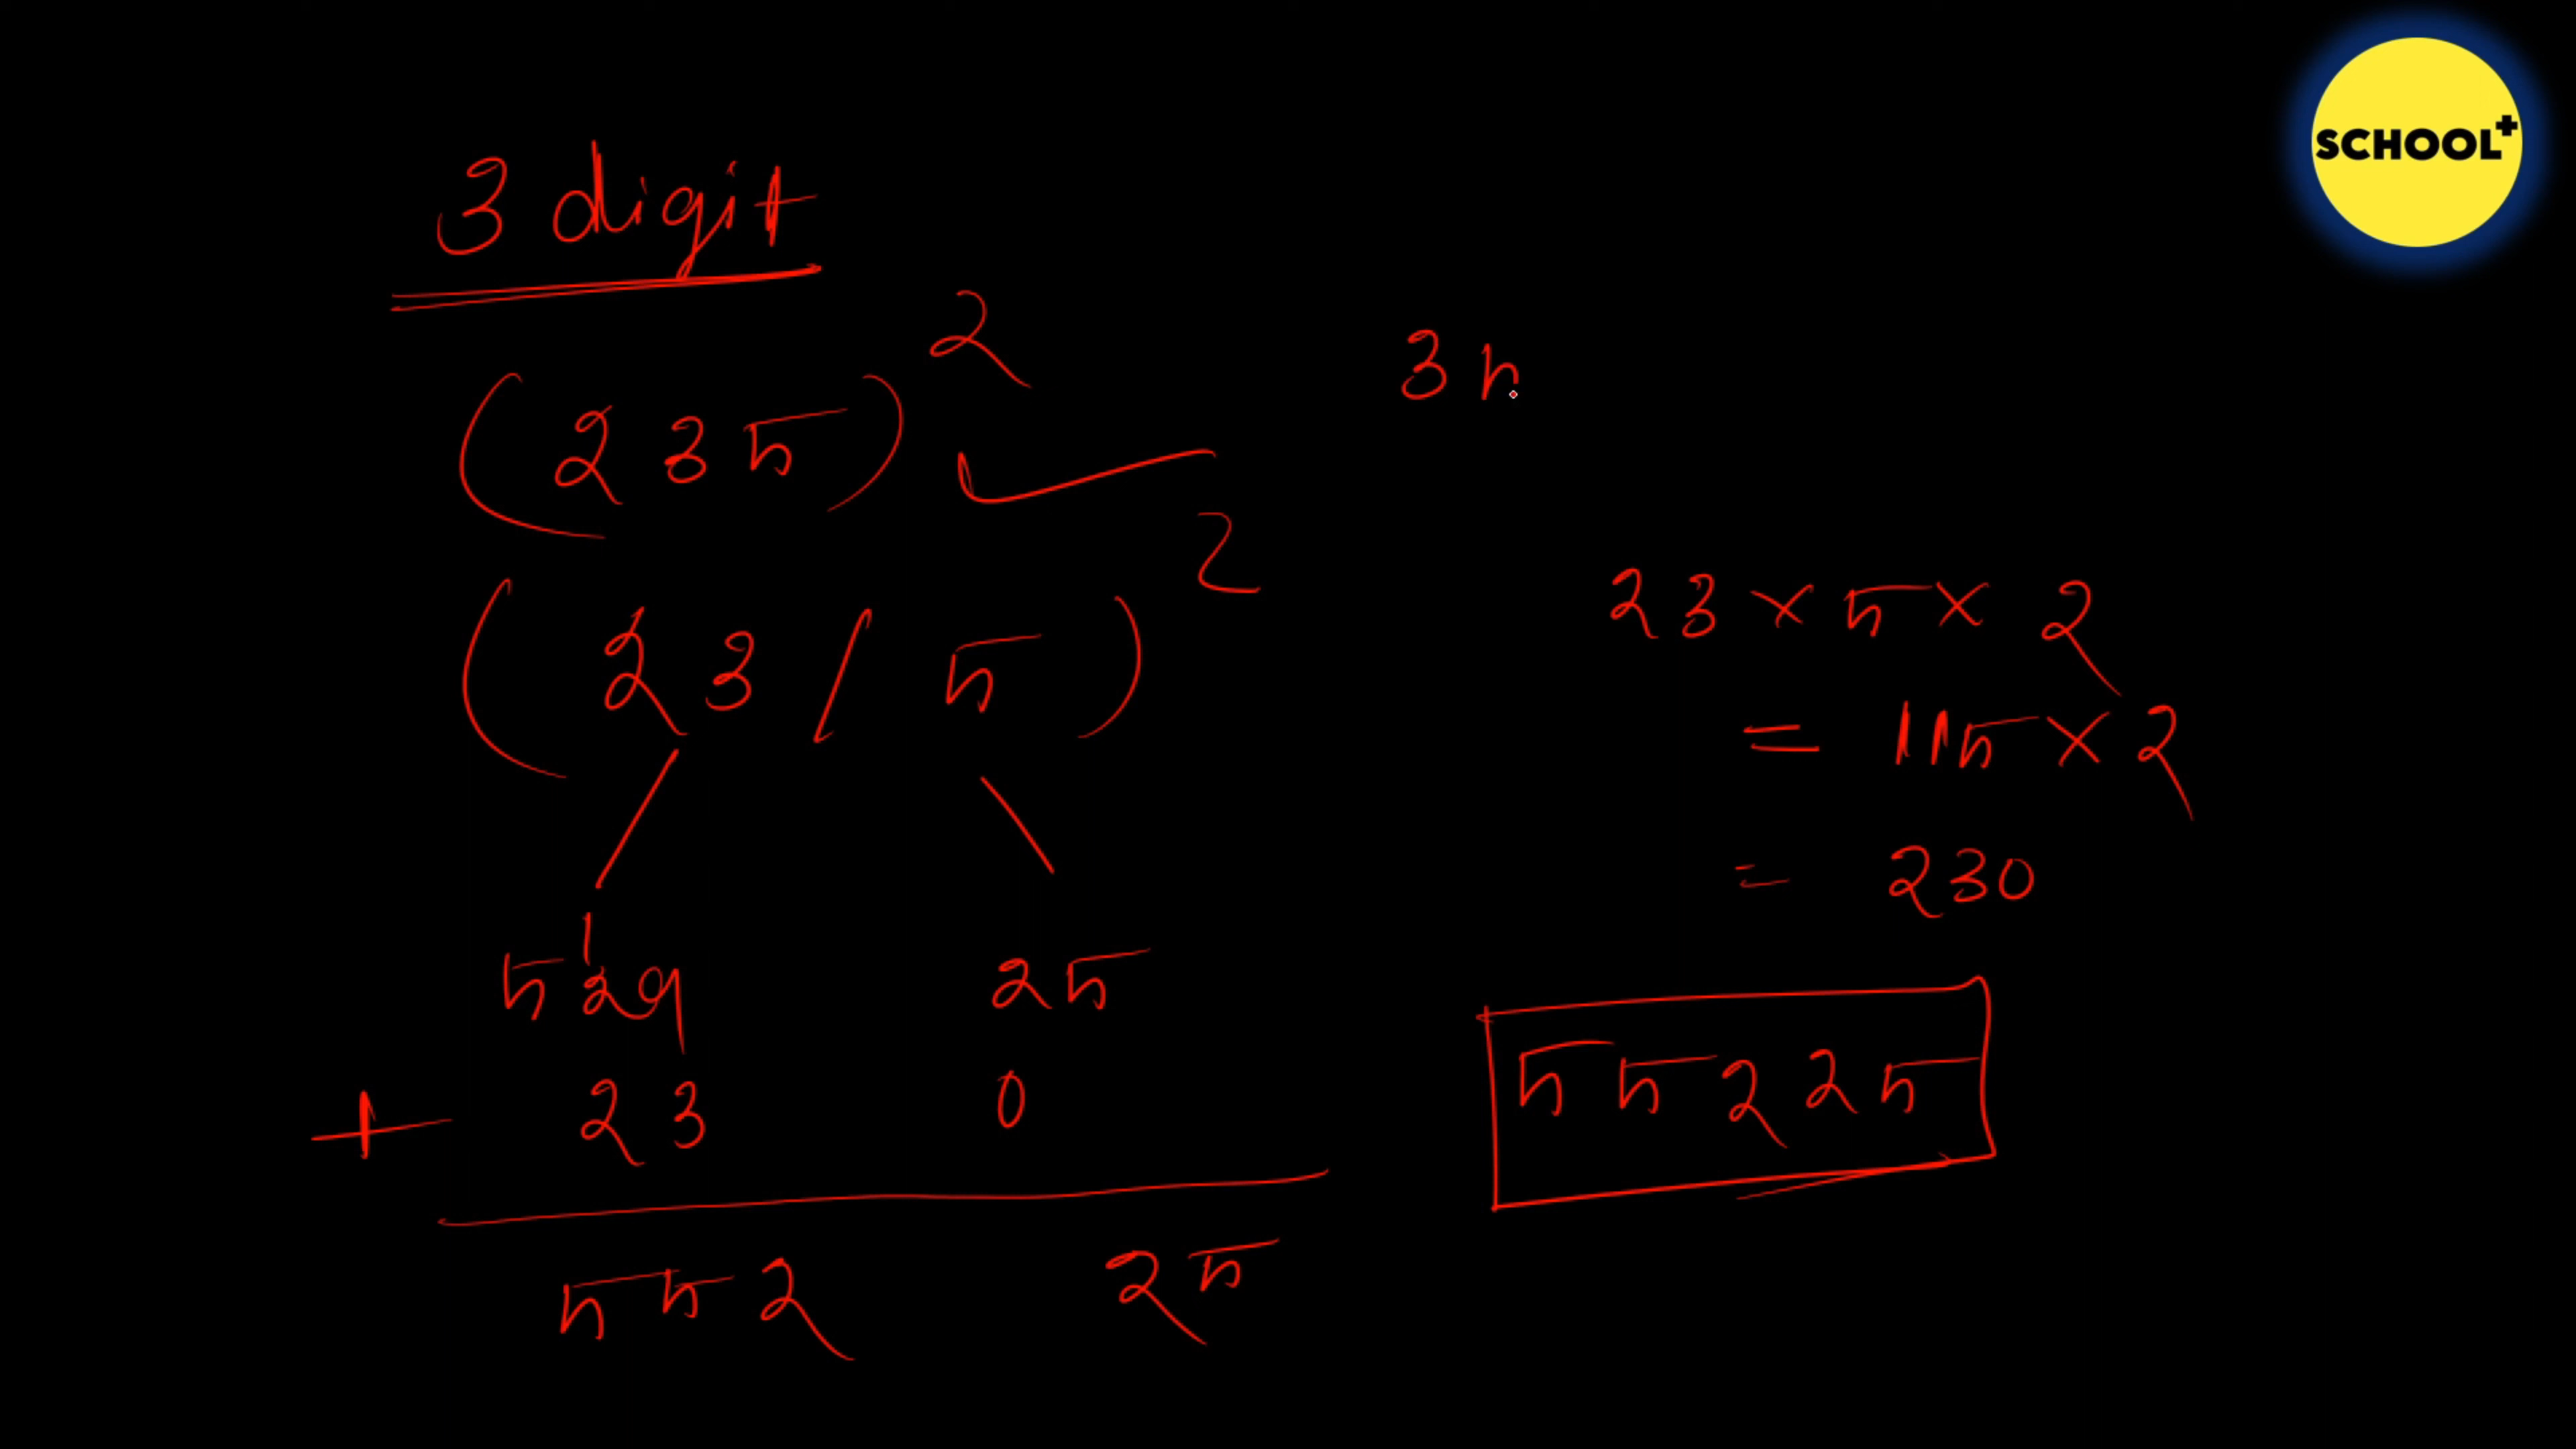 SCHOOL+
3 digit
(235)²
3 5
(23/5)²
23 × 5 × 2
= 115 × 2
= 230
1
529 25
+ 23 0
552 25
55225